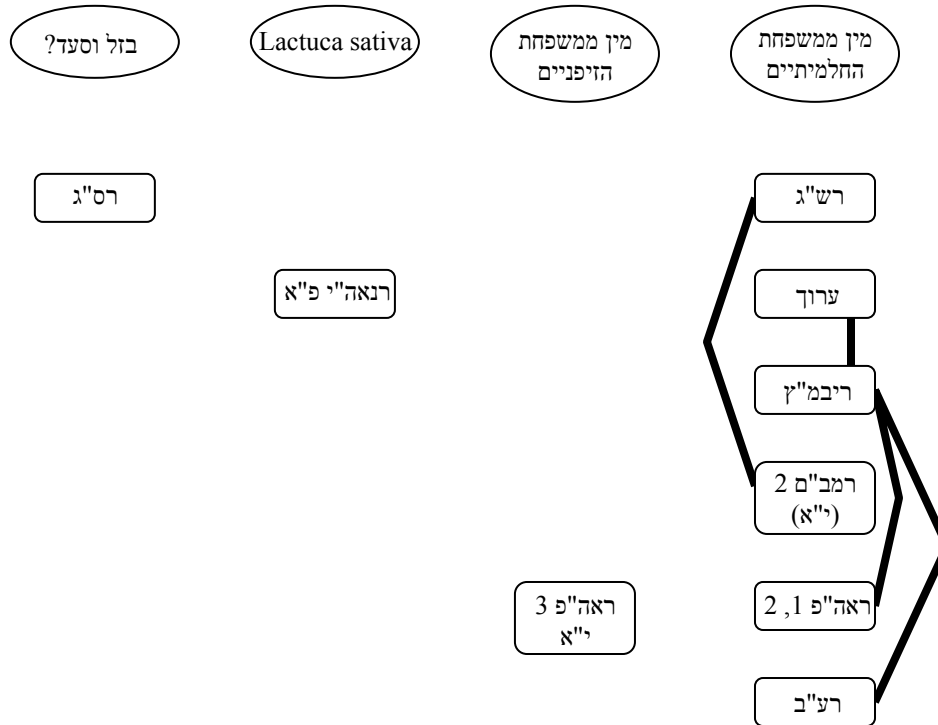 מין ממשפחת
החלמיתיים
מין ממשפחת
הזיפניים
Lactuca sativa
בזל וסעד?
רש"ג
רס"ג
ערוך
רנאה"י פ"א
ריבמ"ץ
רמב"ם 2
(י"א)
ראה"פ 1, 2
ראה"פ 3
י"א
רע"ב